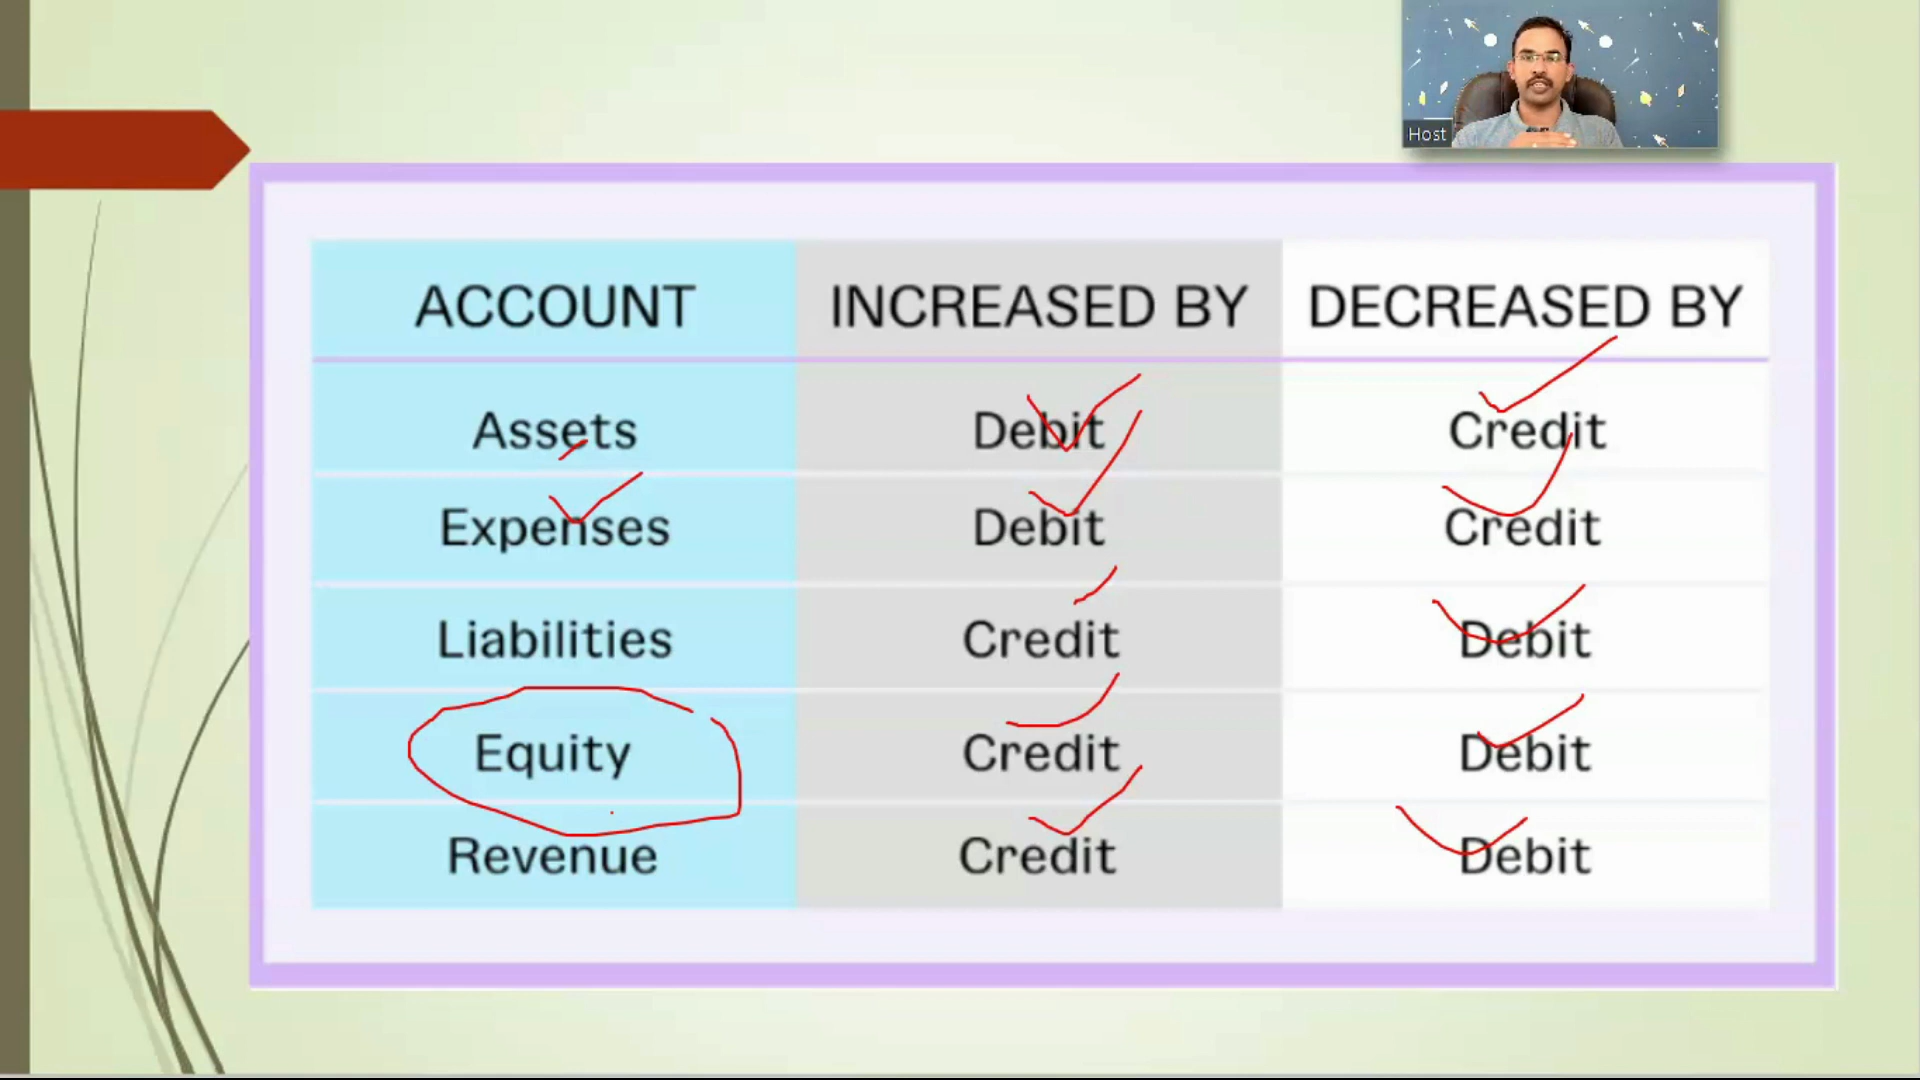 Host
ACCOUNT INCREASED BY DECREASED BY
Assets Debit Credit
Expenses Debit Credit
Liabilities Credit Debit
Equity Credit Debit
Revenue Credit Debit